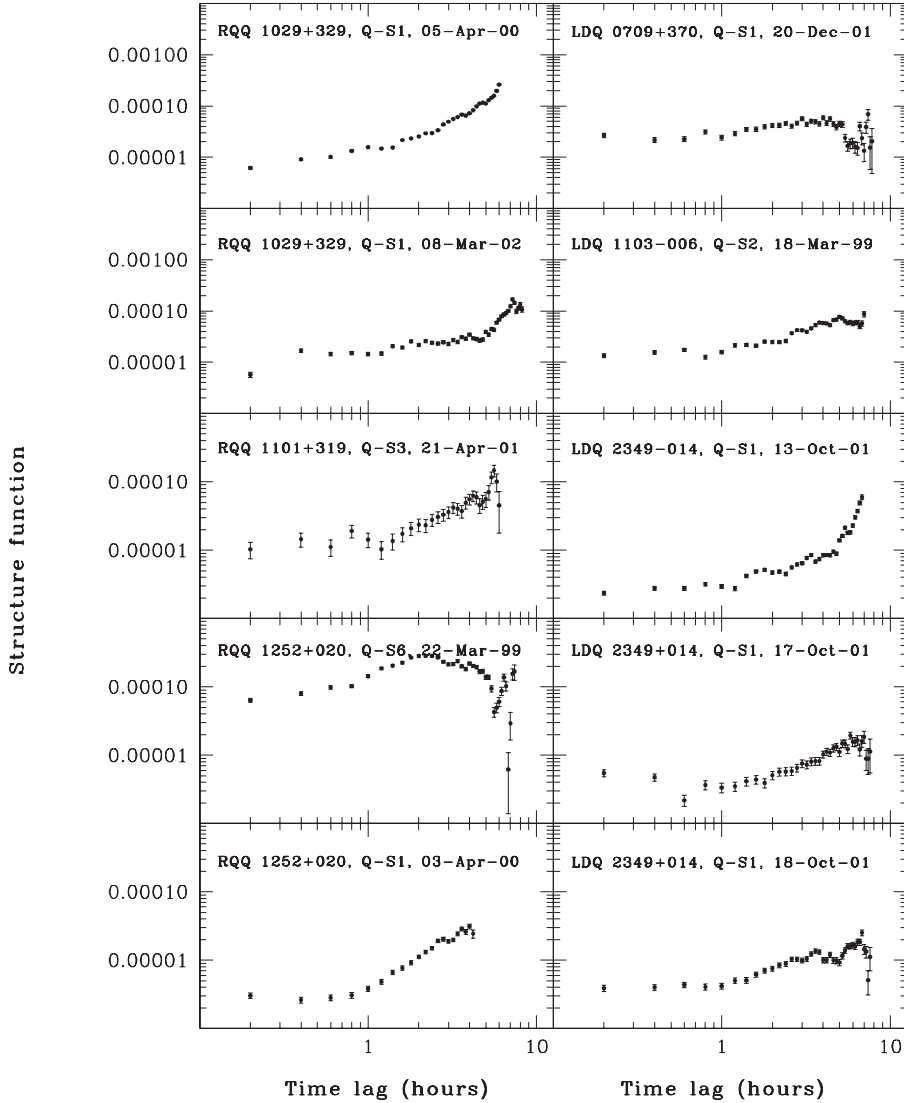 RQQ 1029+329, Q-S1, 05-Apr-00
LDQ 0709+370, Q-S1, 20-Dec-01
0.00100
0.00010
0.00001
RQQ 1029+329, Q-S1, 08-Mar-02
LDQ 1103-006, Q-S2, 18-Mar-99
0.00100
0.00010
0.00001
RQQ 1101+319, Q-S3, 21-Apr-01
LDQ 2349-014, Q-S1, 13-Oct-01
0.00010
0.00001
Structure function
RQQ 1252+020, Q-S6, 22-Mar-99
LDQ 2349+014, Q-S1, 17-Oct-01
0.00010
0.00001
RQQ 1252+020, Q-S1, 03-Apr-00
LDQ 2349+014, Q-S1, 18-Oct-01
0.00010
0.00001
1 10 1 10
Time lag (hours) Time lag (hours)